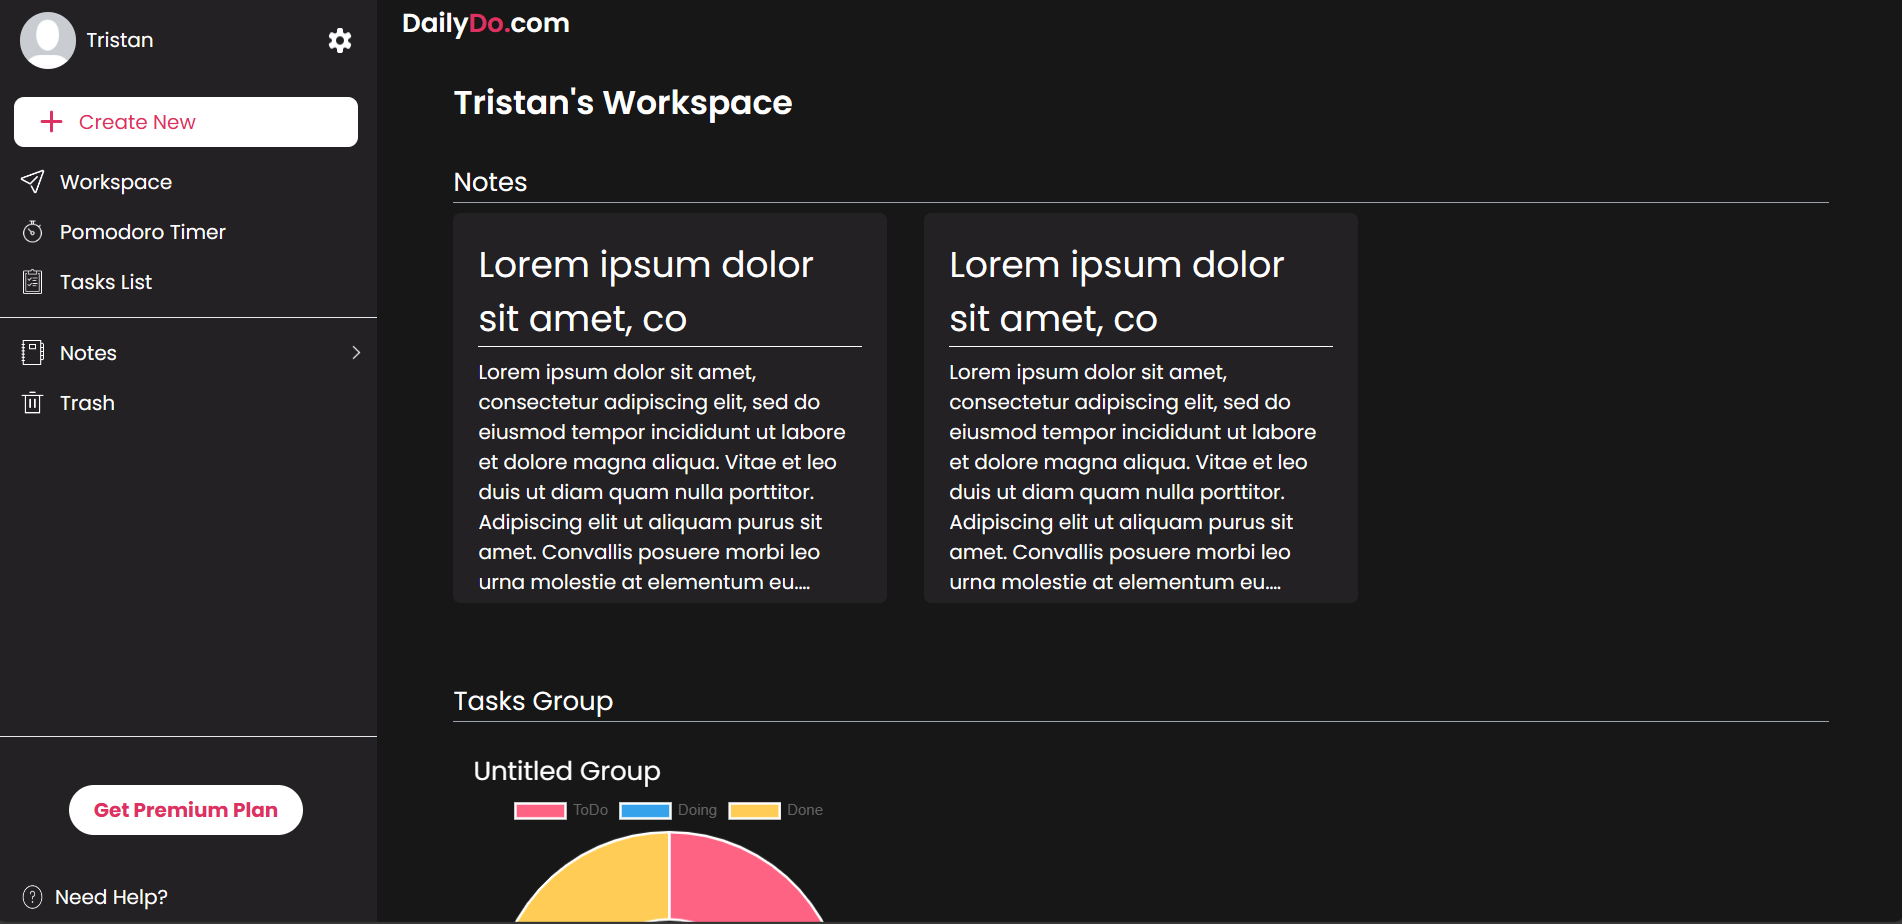 Tristan
Create New
Workspace
Pomodoro Timer
Tasks List
Notes
Trash
Get Premium Plan
Need Help?
DailyDo.com
Tristan's Workspace
Notes
Lorem ipsum dolor
sit amet, co
Lorem ipsum dolor sit amet,
consectetur adipiscing elit, sed do
eiusmod tempor incididunt ut labore
et dolore magna aliqua. Vitae et leo
duis ut diam quam nulla porttitor.
Adipiscing elit ut aliquam purus sit
amet. Convallis posuere morbi leo
urna molestie at elementum eu....
Lorem ipsum dolor
sit amet, co
Lorem ipsum dolor sit amet,
consectetur adipiscing elit, sed do
eiusmod tempor incididunt ut labore
et dolore magna aliqua. Vitae et leo
duis ut diam quam nulla porttitor.
Adipiscing elit ut aliquam purus sit
amet. Convallis posuere morbi leo
urna molestie at elementum eu....
Tasks Group
Untitled Group
ToDo Doing Done